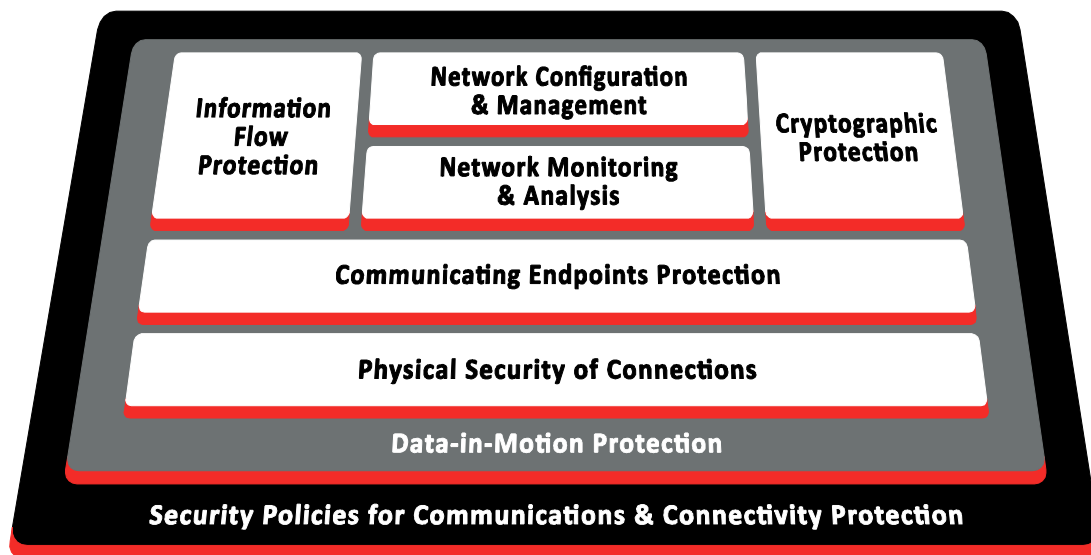 Information
Flow
Protection
Network Configuration
& Management
Network Monitoring
& Analysis
Cryptographic
Protection
Communicating Endpoints Protection
Physical Security of Connections
Data-in-Motion Protection
Security Policies for Communications & Connectivity Protection